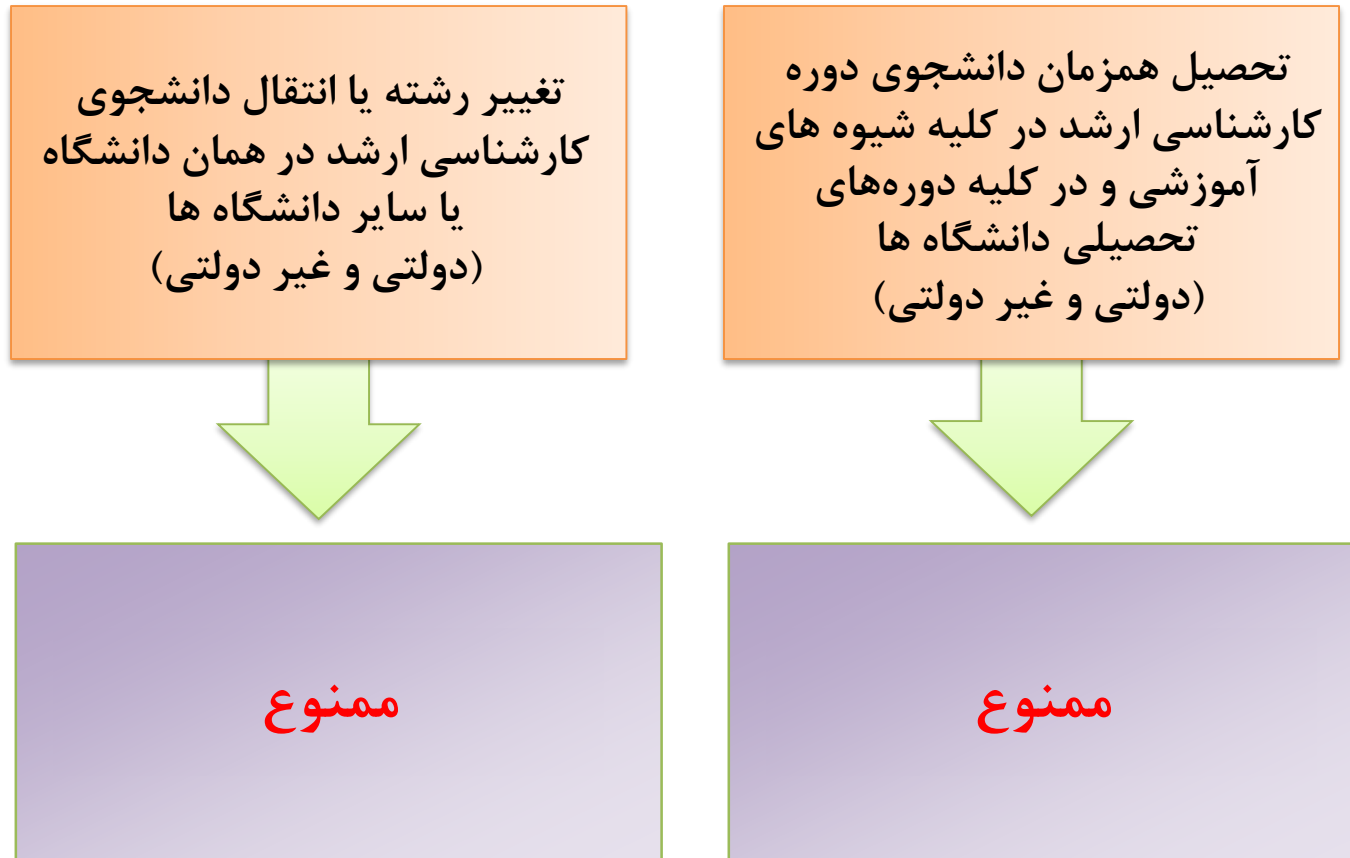 تحصیل همزمان دانشجوی دوره
کارشناسی ارشد در کلیه شیوه های
آموزشی و در کلیه دوره‌های
تحصیلی دانشگاه ها
(دولتی و غیر دولتی)
ممنوع
تغییر رشته یا انتقال دانشجوی
کارشناسی ارشد در همان دانشگاه
یا سایر دانشگاه ها
(دولتی و غیر دولتی)
ممنوع